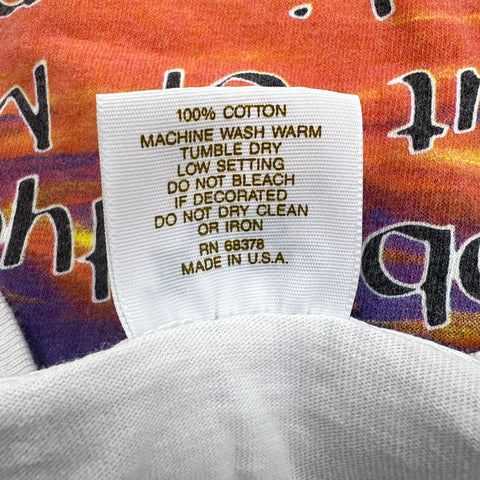 100% COTTON
MACHINE WASH WARM
TUMBLE DRY
LOW SETTING
DO NOT BLEACH
IF DECORATED
DO NOT DRY CLEAN
OR IRON
RN 68378
MADE IN U.S.A.